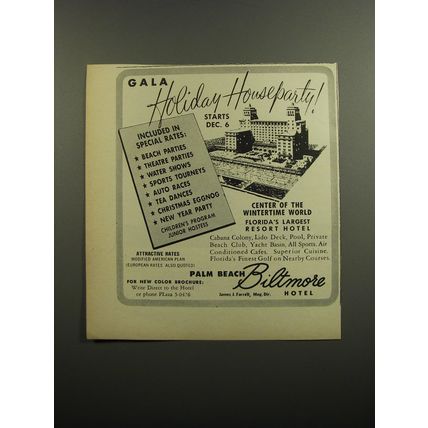 GALA
Holiday Houseparty!
STARTS
DEC. 6
INCLUDED IN
SPECIAL RATES:
★ BEACH PARTIES
★ THEATRE PARTIES
★ WATER SHOWS
★ SPORTS TOURNEYS
★ AUTO RACES
★ TEA DANCES
★ CHRISTMAS EGGNOG
★ NEW YEAR PARTY
CHILDREN'S PROGRAM
JUNIOR HOSTESS
CENTER OF THE
WINTERTIME WORLD
FLORIDA'S LARGEST
RESORT HOTEL
Cabana Colony, Lido Deck, Pool, Private
Beach Club, Yacht Basin, All Sports. Air
Conditioned Cafes. Superior Cuisine.
Florida's Finest Golf on Nearby Courses.
ATTRACTIVE RATES
MODIFIED AMERICAN PLAN
(EUROPEAN RATES ALSO QUOTED)
FOR NEW COLOR BROCHURE:
Write Direct to the Hotel
or phone PLaza 5-0476
PALM BEACH Biltmore
HOTEL
James J. Farrell, Mng. Dir.